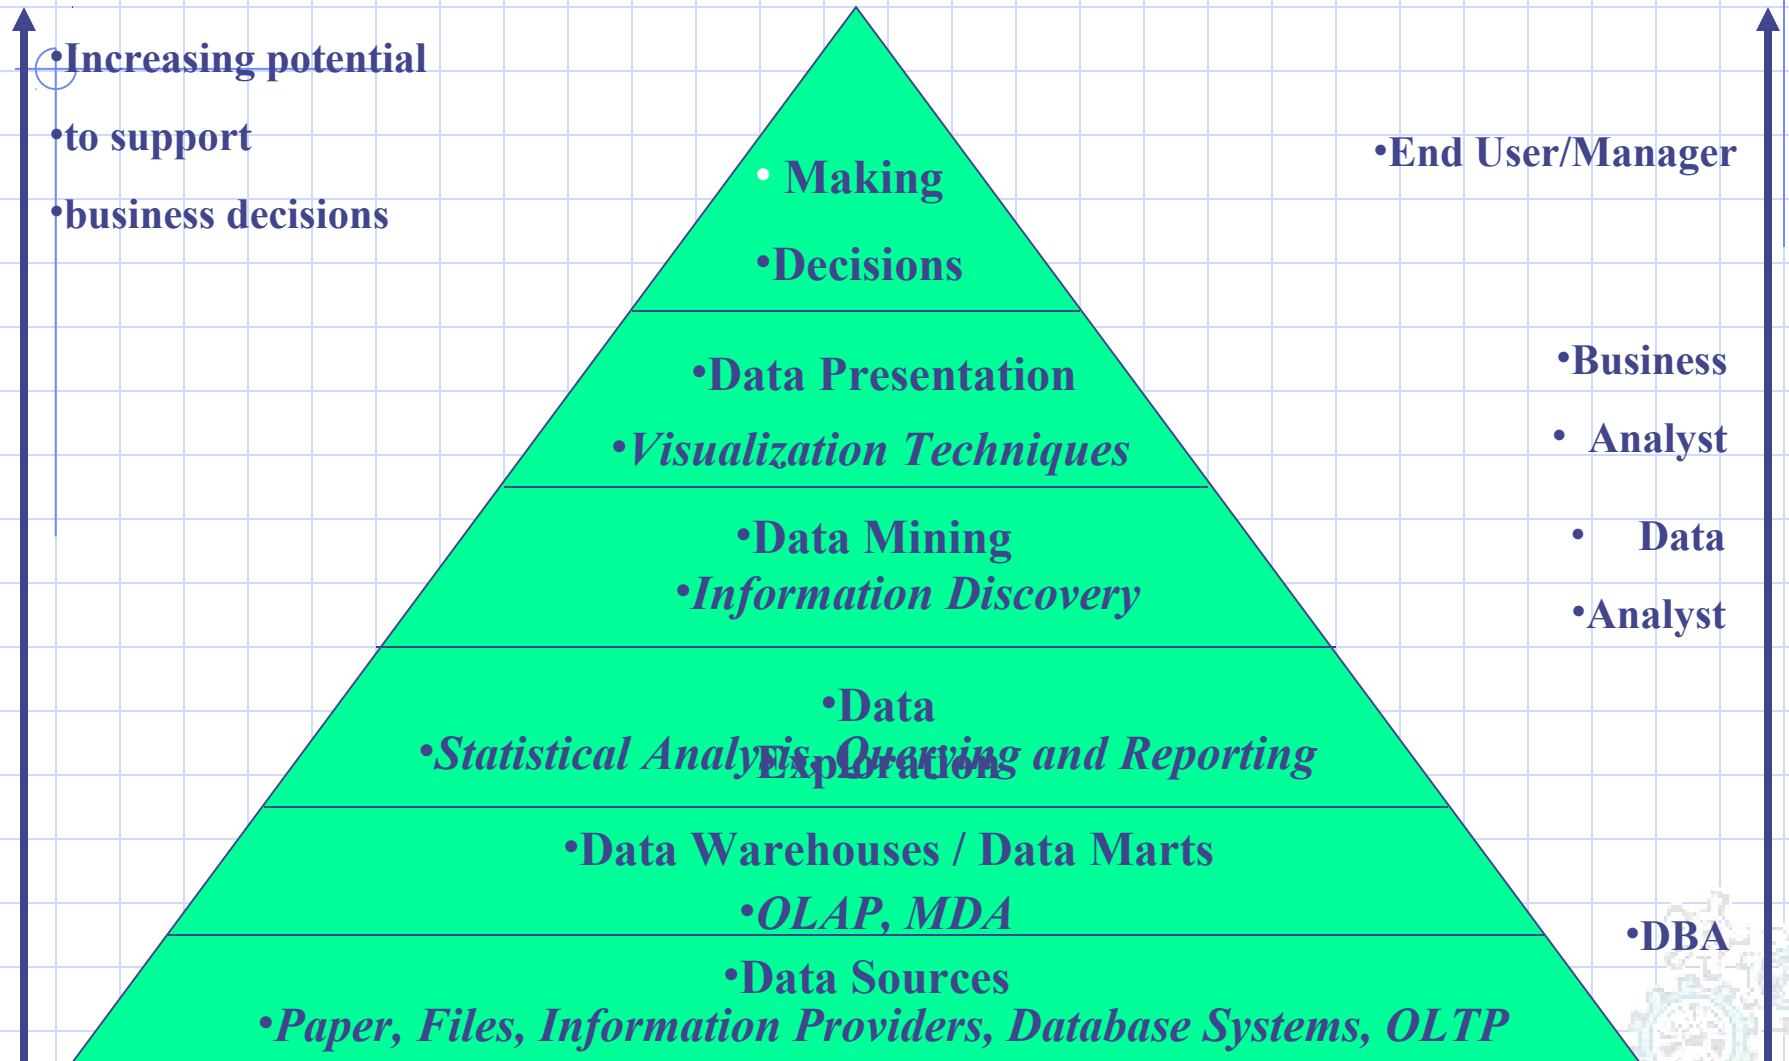 •Increasing potential
•to support
•business decisions
• Making
•Decisions
•Data Presentation
•Visualization Techniques
•Data Mining
•Information Discovery
•Data
Exploration
•Statistical Analysis, Querying and Reporting
•Data Warehouses / Data Marts
•OLAP, MDA
•Data Sources
•Paper, Files, Information Providers, Database Systems, OLTP
•End User/Manager
•Business
• Analyst
• Data
•Analyst
•DBA